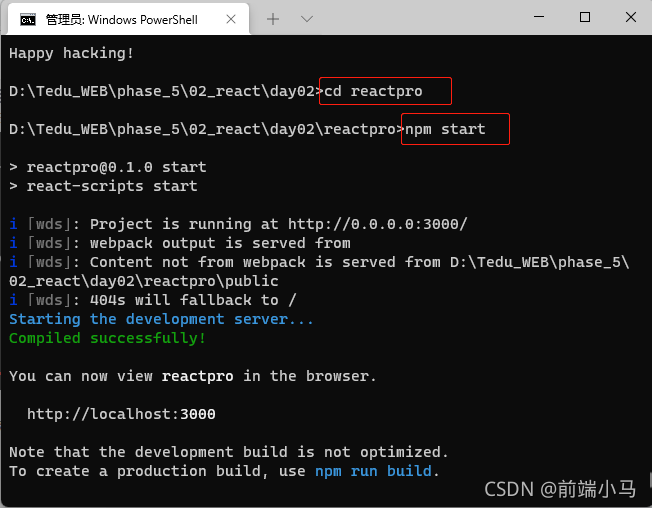 管理员: Windows PowerShell
Happy hacking!
D:\Tedu_WEB\phase_5\02_react\day02>cd reactpro
D:\Tedu_WEB\phase_5\02_react\day02\reactpro>npm start
> reactpro@0.1.0 start
> react-scripts start
i ｢wds｣: Project is running at http://0.0.0.0:3000/
i ｢wds｣: webpack output is served from
i ｢wds｣: Content not from webpack is served from D:\Tedu_WEB\phase_5\
02_react\day02\reactpro\public
i ｢wds｣: 404s will fallback to /
Starting the development server...
Compiled successfully!
You can now view reactpro in the browser.
http://localhost:3000
Note that the development build is not optimized.
To create a production build, use npm run build.
CSDN @前端小马